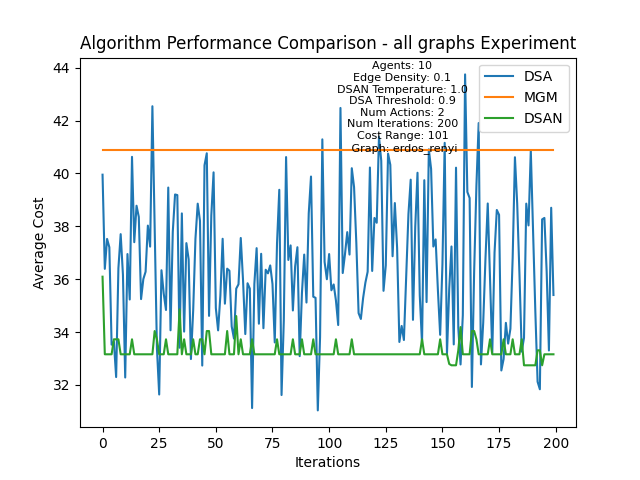 Algorithm Performance Comparison - all graphs Experiment
Agents: 10
Edge Density: 0.1
DSAN Temperature: 1.0
DSA Threshold: 0.9
Num Actions: 2
Num Iterations: 200
Cost Range: 101
Graph: erdos_renyi
DSA
MGM
DSAN
44
42
40
38
36
34
32
Average Cost
0 25 50 75 100 125 150 175 200
Iterations